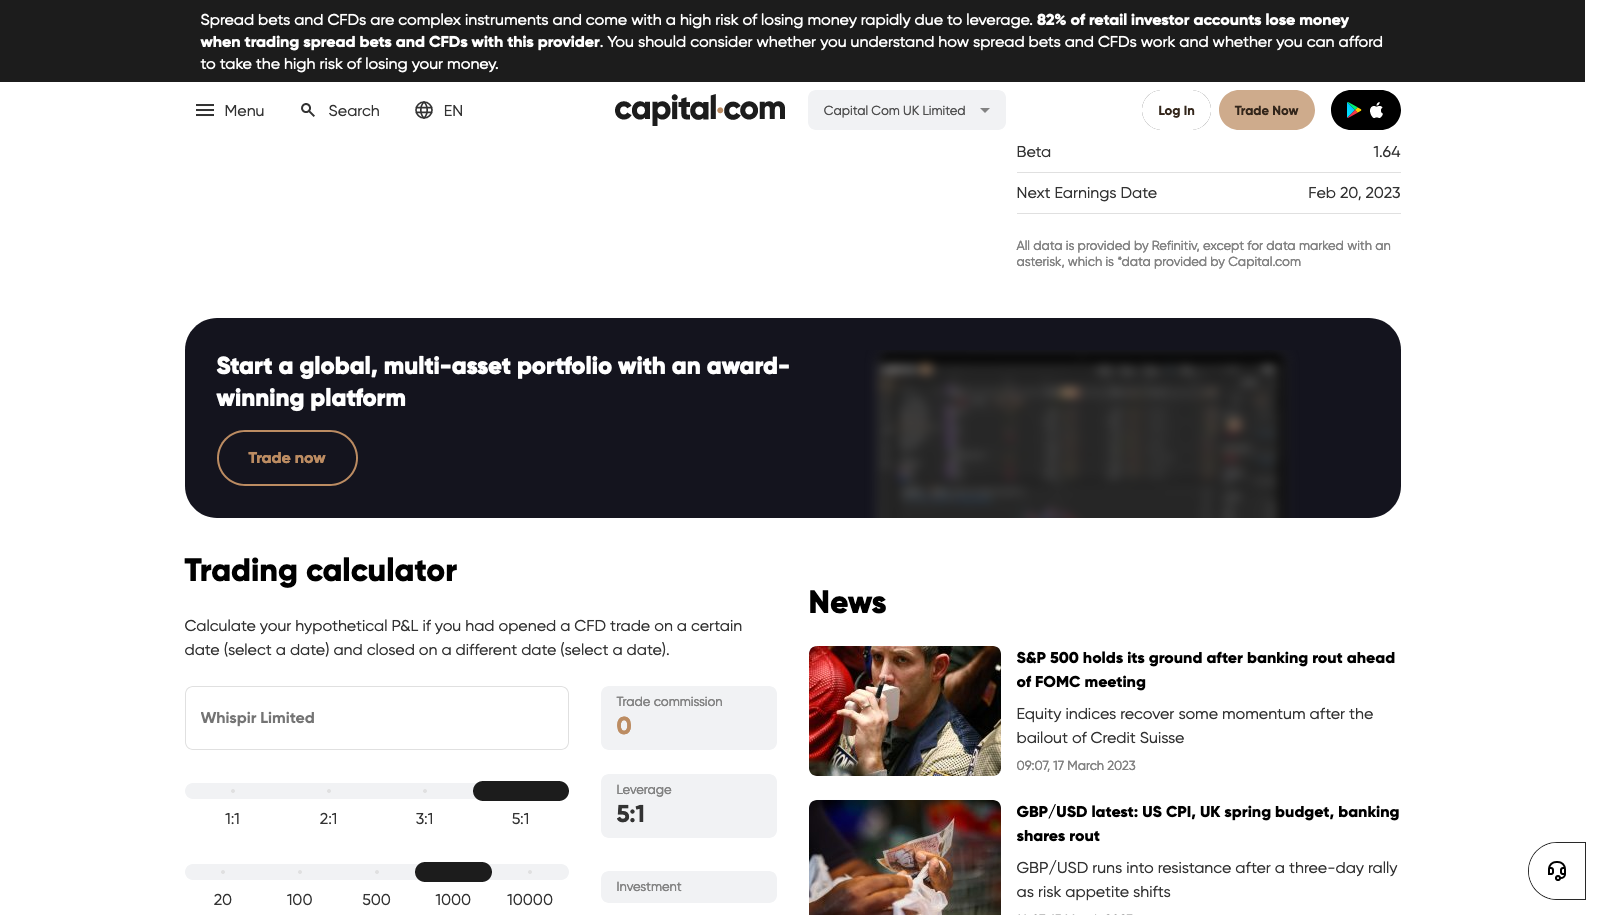 Spread bets and CFDs are complex instruments and come with a high risk of losing money rapidly due to leverage. 82% of retail investor accounts lose money
when trading spread bets and CFDs with this provider. You should consider whether you understand how spread bets and CFDs work and whether you can afford
to take the high risk of losing your money.
Menu
Search
EN
capital.com
Capital Com UK Limited
Log In
Trade Now
Beta 1.64
Next Earnings Date Feb 20, 2023
All data is provided by Refinitiv, except for data marked with an
asterisk, which is *data provided by Capital.com
Start a global, multi-asset portfolio with an award-
winning platform
Trade now
Trading calculator
Calculate your hypothetical P&L if you had opened a CFD trade on a certain
date (select a date) and closed on a different date (select a date).
Whispir Limited
1:1 2:1 3:1 5:1
20 100 500 1000 10000
Trade commission
0
Leverage
5:1
Investment
News
S&P 500 holds its ground after banking rout ahead
of FOMC meeting
Equity indices recover some momentum after the
bailout of Credit Suisse
09:07, 17 March 2023
GBP/USD latest: US CPI, UK spring budget, banking
shares rout
GBP/USD runs into resistance after a three-day rally
as risk appetite shifts